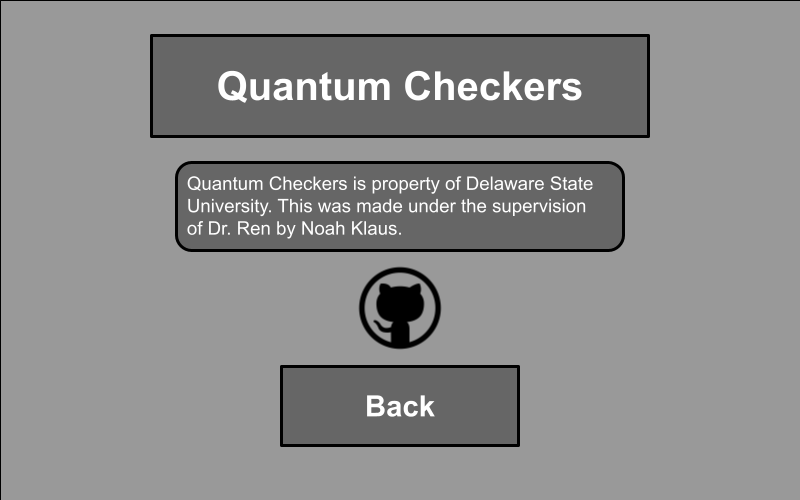 Quantum Checkers
Quantum Checkers is property of Delaware State
University. This was made under the supervision
of Dr. Ren by Noah Klaus.
Back